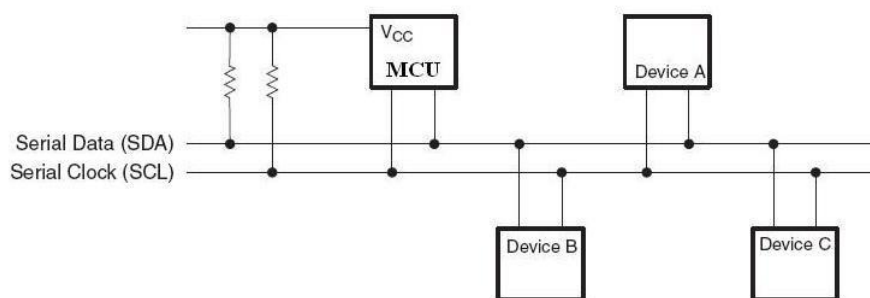 VCC
MCU
Device A
Serial Data (SDA)
Serial Clock (SCL)
Device B
Device C